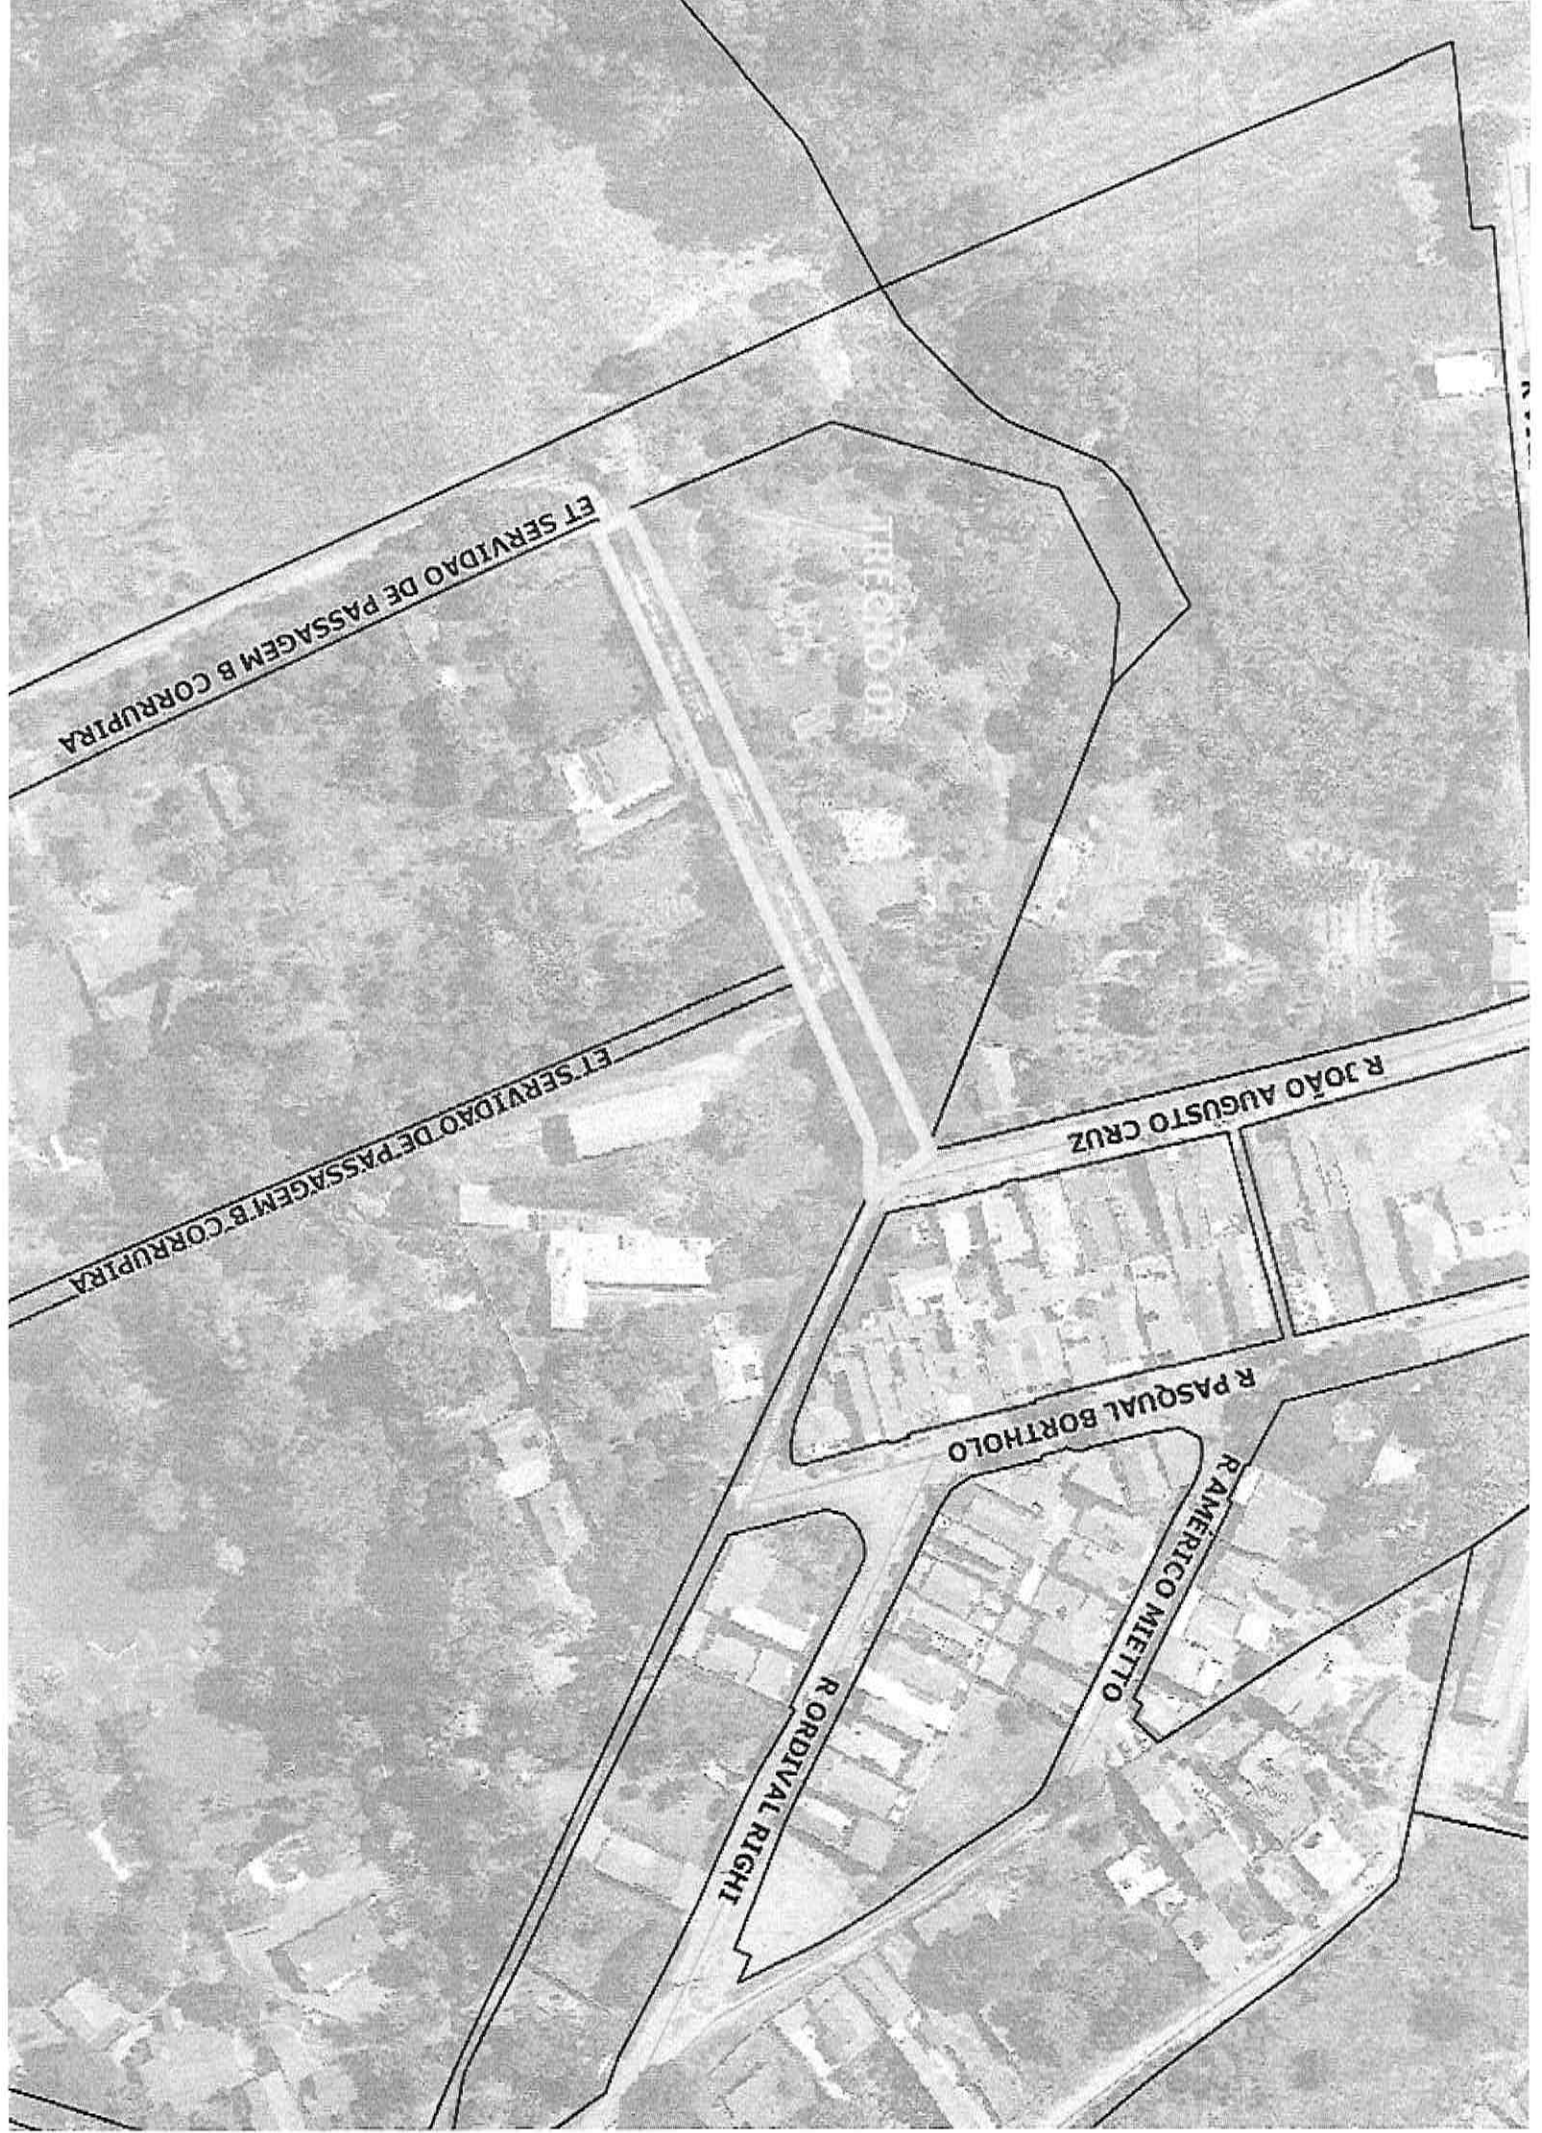 ET SERVIDAO DE PASSAGEM B CORRUPIRA
TRECHO 01
ET SERVIDAO DE PASSAGEM B CORRUPIRA
R JOÃO AUGUSTO CRUZ
R PASQUAL BORTHOLO
R AMÉRICO MIETTO
R ORDIVAL RIGHI